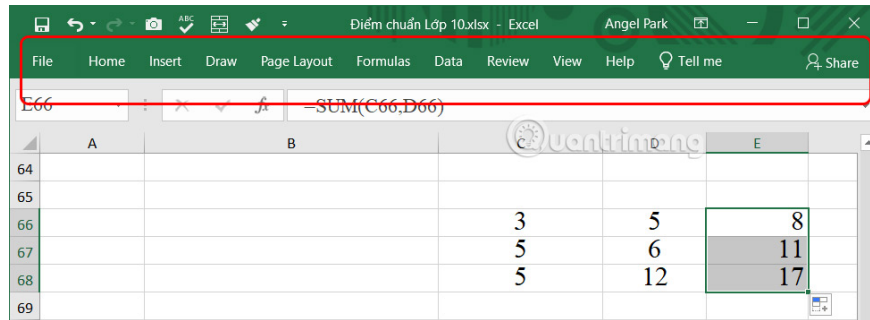 ABC Điểm chuẩn Lớp 10.xlsx - Excel Angel Park
File Home Insert Draw Page Layout Formulas Data Review View Help Tell me Share
E66 fx =SUM(C66,D66)
Quantrimang
A B C D E
64
65
66 3 5 8
67 5 6 11
68 5 12 17
69